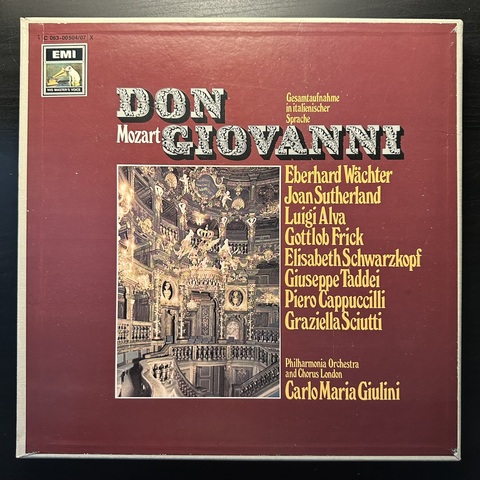 1 C 063-00 504/07 X
EMI
HIS MASTER'S VOICE
DON
Mozart GIOVANNI
Gesamtaufnahme
in italienischer
Sprache
Eberhard Wächter
Joan Sutherland
Luigi Alva
Gottlob Frick
Elisabeth Schwarzkopf
Giuseppe Taddei
Piero Cappuccilli
Graziella Sciutti
Philharmonia Orchestra
and Chorus London
Carlo Maria Giulini